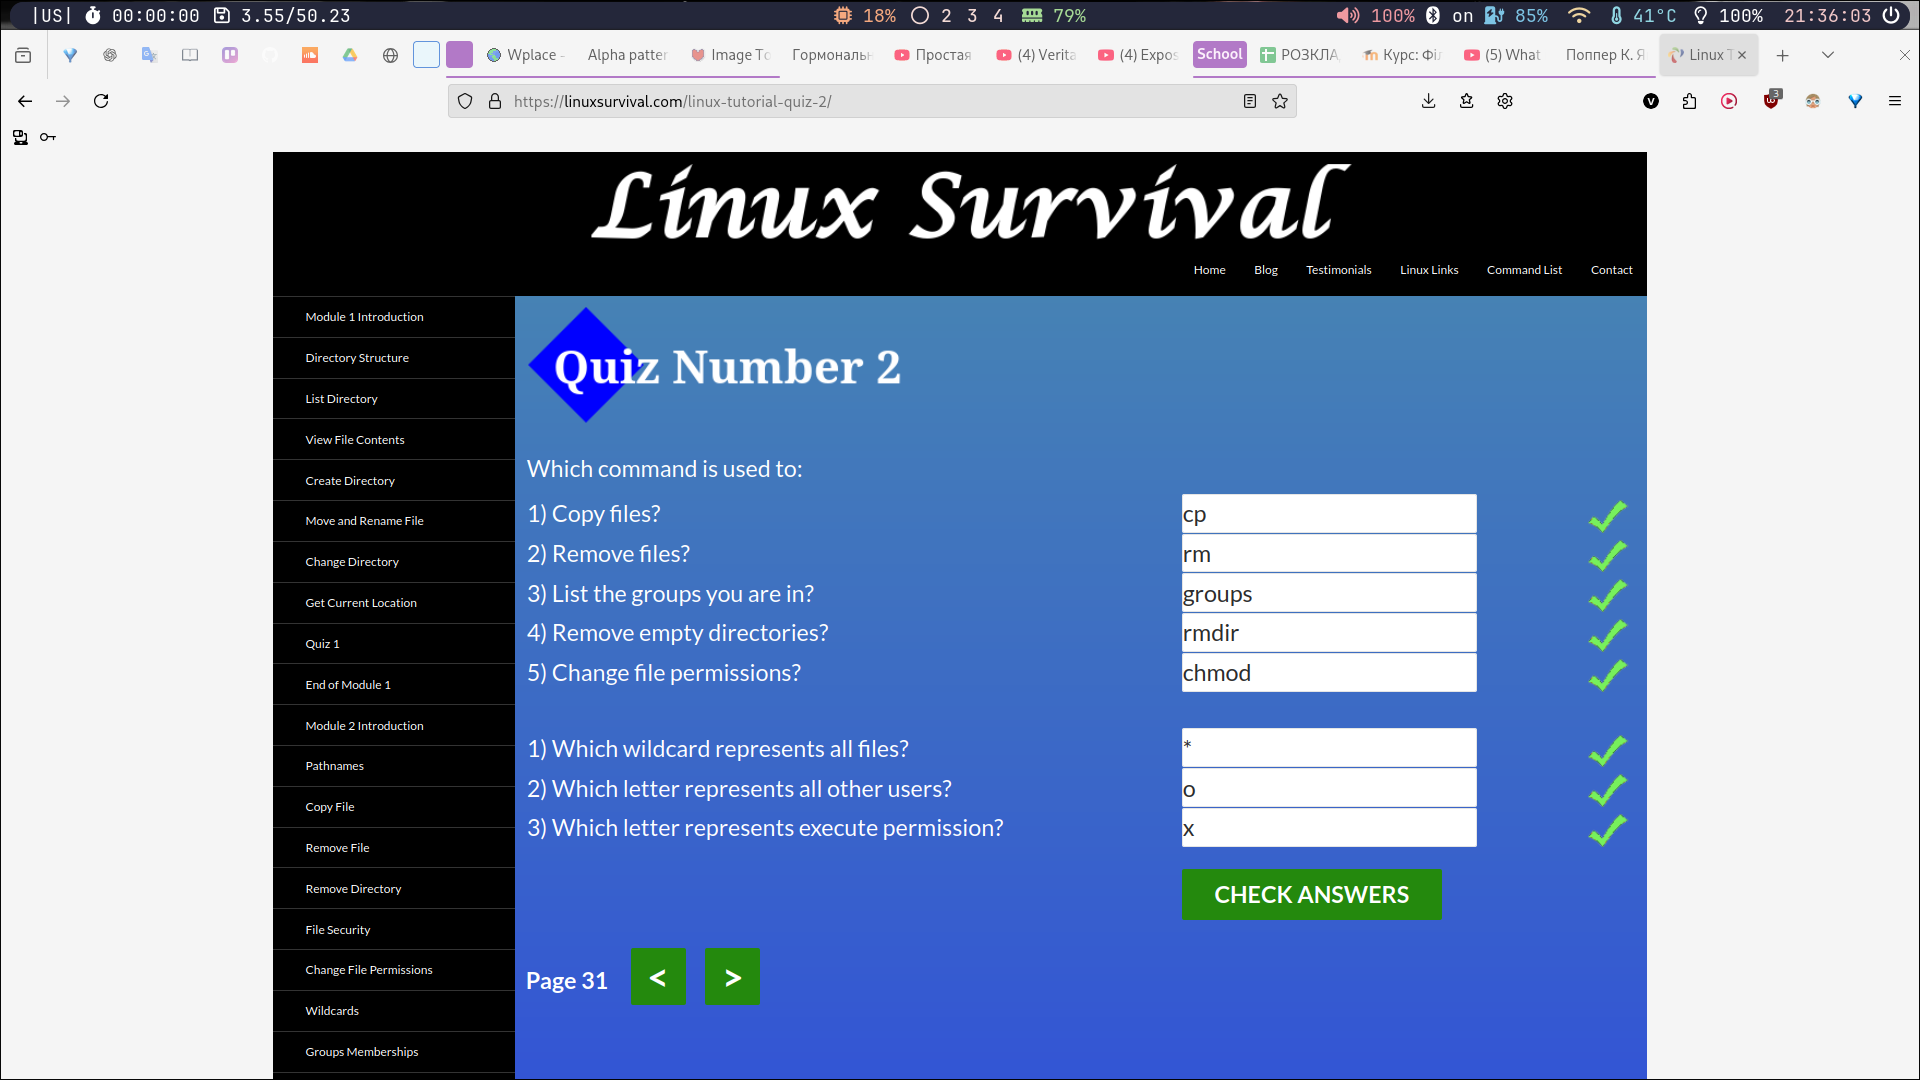 |US| 00:00:00 3.55/50.23 18% 2 3 4 79% 100% on 85% 41°C 100% 21:36:03
Wplace - Alpha patter Image To Гормональн Простая (4) Verita (4) Expos School РОЗКЛА Курс: Філ (5) What Поппер К. Я Linux T
https://linuxsurvival.com/linux-tutorial-quiz-2/
3
Linux Survival
Home Blog Testimonials Linux Links Command List Contact
Module 1 Introduction
Directory Structure
List Directory
View File Contents
Create Directory
Move and Rename File
Change Directory
Get Current Location
Quiz 1
End of Module 1
Module 2 Introduction
Pathnames
Copy File
Remove File
Remove Directory
File Security
Change File Permissions
Wildcards
Groups Memberships
Quiz Number 2
Which command is used to:
1) Copy files? cp
2) Remove files? rm
3) List the groups you are in? groups
4) Remove empty directories? rmdir
5) Change file permissions? chmod
1) Which wildcard represents all files? *
2) Which letter represents all other users? o
3) Which letter represents execute permission? x
CHECK ANSWERS
Page 31 < >